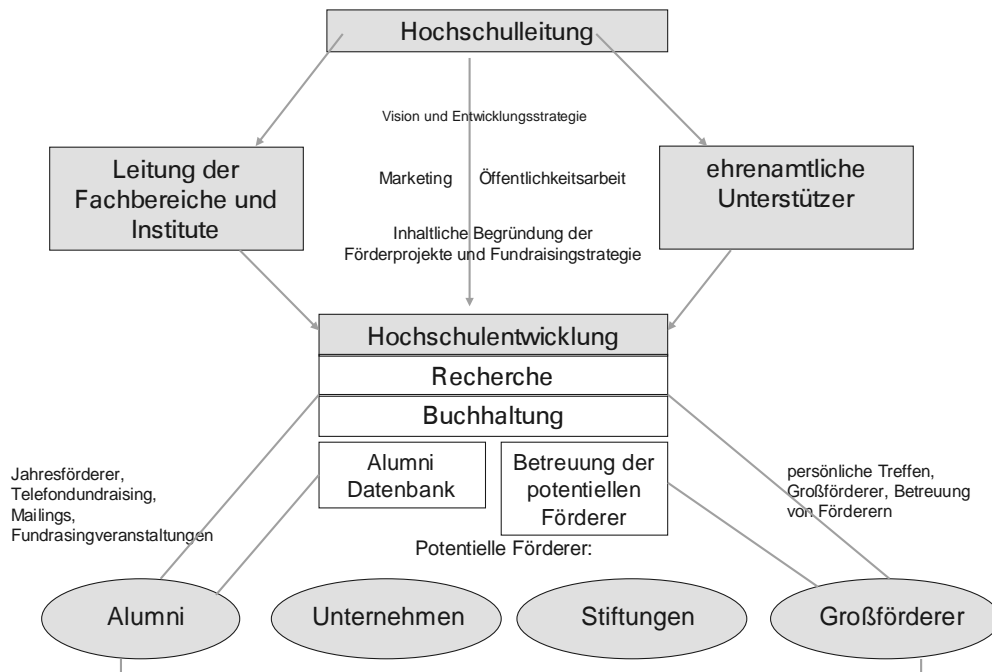 Hochschulleitung
Vision und Entwicklungsstrategie
Leitung der
Fachbereiche und
Institute
Marketing Öffentlichkeitsarbeit
Inhaltliche Begründung der
Förderprojekte und Fundraisingstrategie
ehrenamtliche
Unterstützer
Hochschulentwicklung
Recherche
Buchhaltung
Jahresförderer,
Telefondundraising,
Mailings,
Fundrasingveranstaltungen
Alumni
Datenbank
Betreuung der
potentiellen
Förderer
persönliche Treffen,
Großförderer, Betreuung
von Förderern
Potentielle Förderer:
Alumni
Unternehmen
Stiftungen
Großförderer